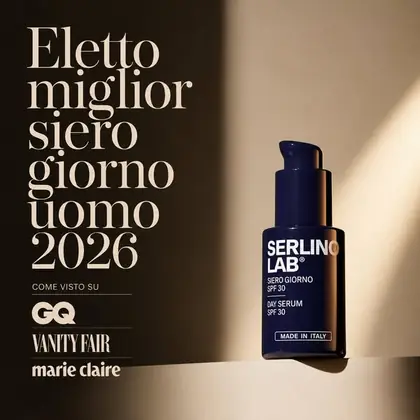 Eletto
miglior
siero
giorno
uomo
2026
COME VISTO SU
GQ
VANITY FAIR
marie claire
SERLINO
LAB®
SIERO GIORNO
SPF 30
DAY SERUM
SPF 30
MADE IN ITALY